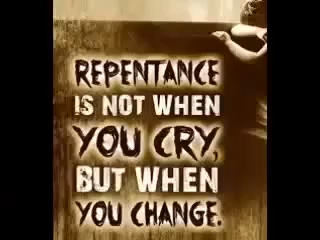 REPENTANCE
IS NOT WHEN
YOU CRY,
BUT WHEN
YOU CHANGE.